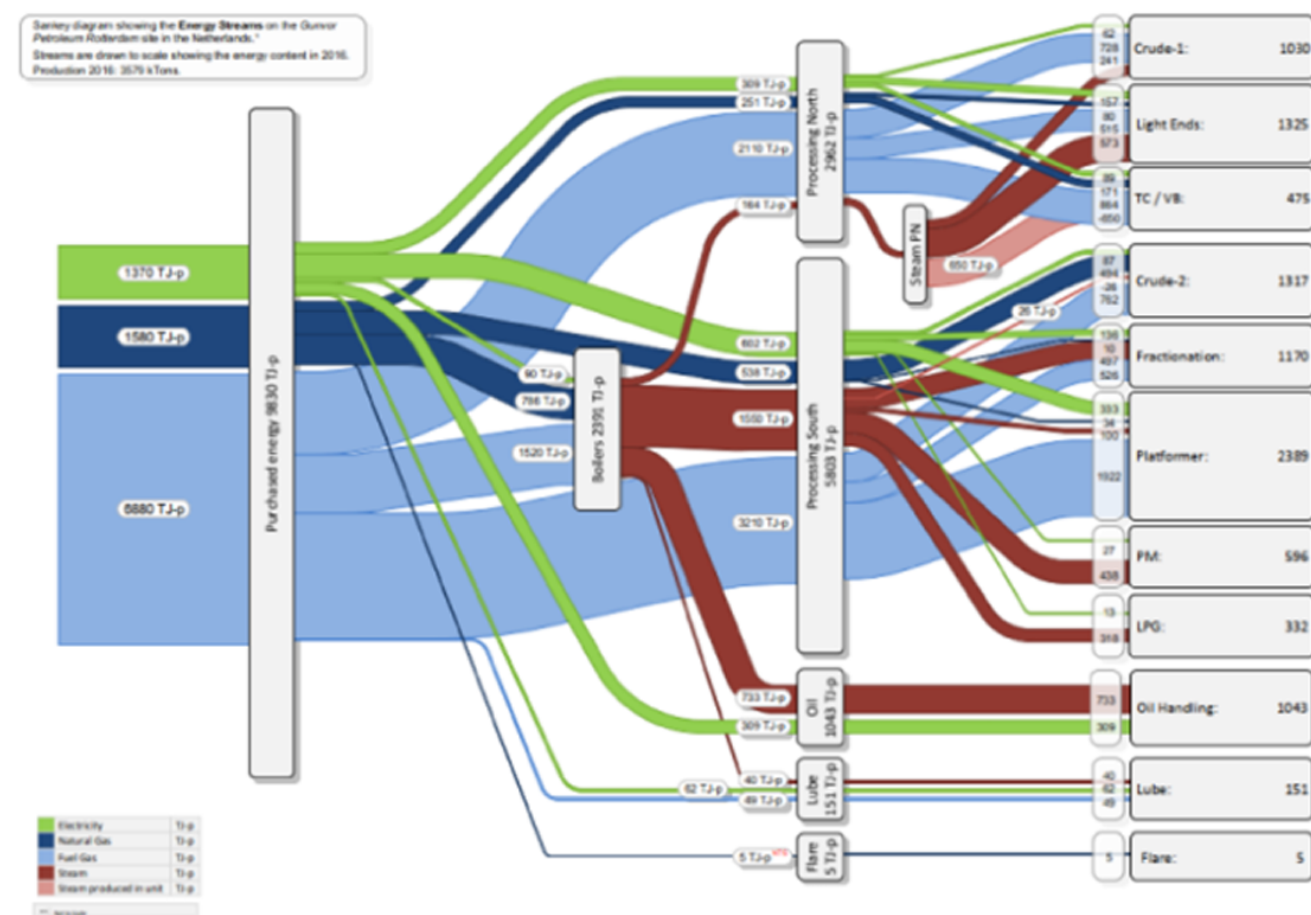 Sankey diagram showing the Energy Streams on the Gunvor
Petroleum Rotterdam site in the Netherlands.*
Streams are drawn to scale showing the energy content in 2016.
Production 2016: 3579 kTons.
1370 TJ-p
1580 TJ-p
6880 TJ-p
Purchased energy 9830 TJ-p
90 TJ-p
786 TJ-p
1520 TJ-p
Boilers 2391 TJ-p
309 TJ-p
251 TJ-p
2110 TJ-p
164 TJ-p
Processing North
2962 TJ-p
602 TJ-p
538 TJ-p
1550 TJ-p
3210 TJ-p
Processing South
5803 TJ-p
733 TJ-p
309 TJ-p
Oil
1043 TJ-p
40 TJ-p
62 TJ-p
49 TJ-p
Lube
151 TJ-p
5 TJ-p
Flare
5 TJ-p
Steam PN
650 TJ-p
26 TJ-p
62
728
241
Crude-1: 1030
157
80
515
573
Light Ends: 1325
89
171
864
-650
TC / VB: 475
87
494
-26
762
Crude-2: 1317
136
10
497
526
Fractionation: 1170
333
34
100
1922
Platformer: 2389
27
438
PM: 596
13
318
LPG: 332
733
309
Oil Handling: 1043
40
62
49
Lube: 151
5
Flare: 5
Electricity TJ-p
Natural Gas TJ-p
Fuel Gas TJ-p
Steam TJ-p
Steam produced in unit TJ-p